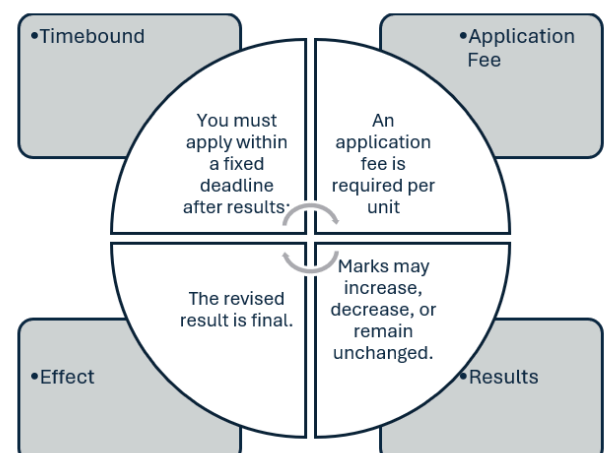 •Timebound
•Application
Fee
You must
apply within
a fixed
deadline
after results.
An
application
fee is
required per
unit
The revised
result is final.
Marks may
increase,
decrease, or
remain
unchanged.
•Effect
•Results